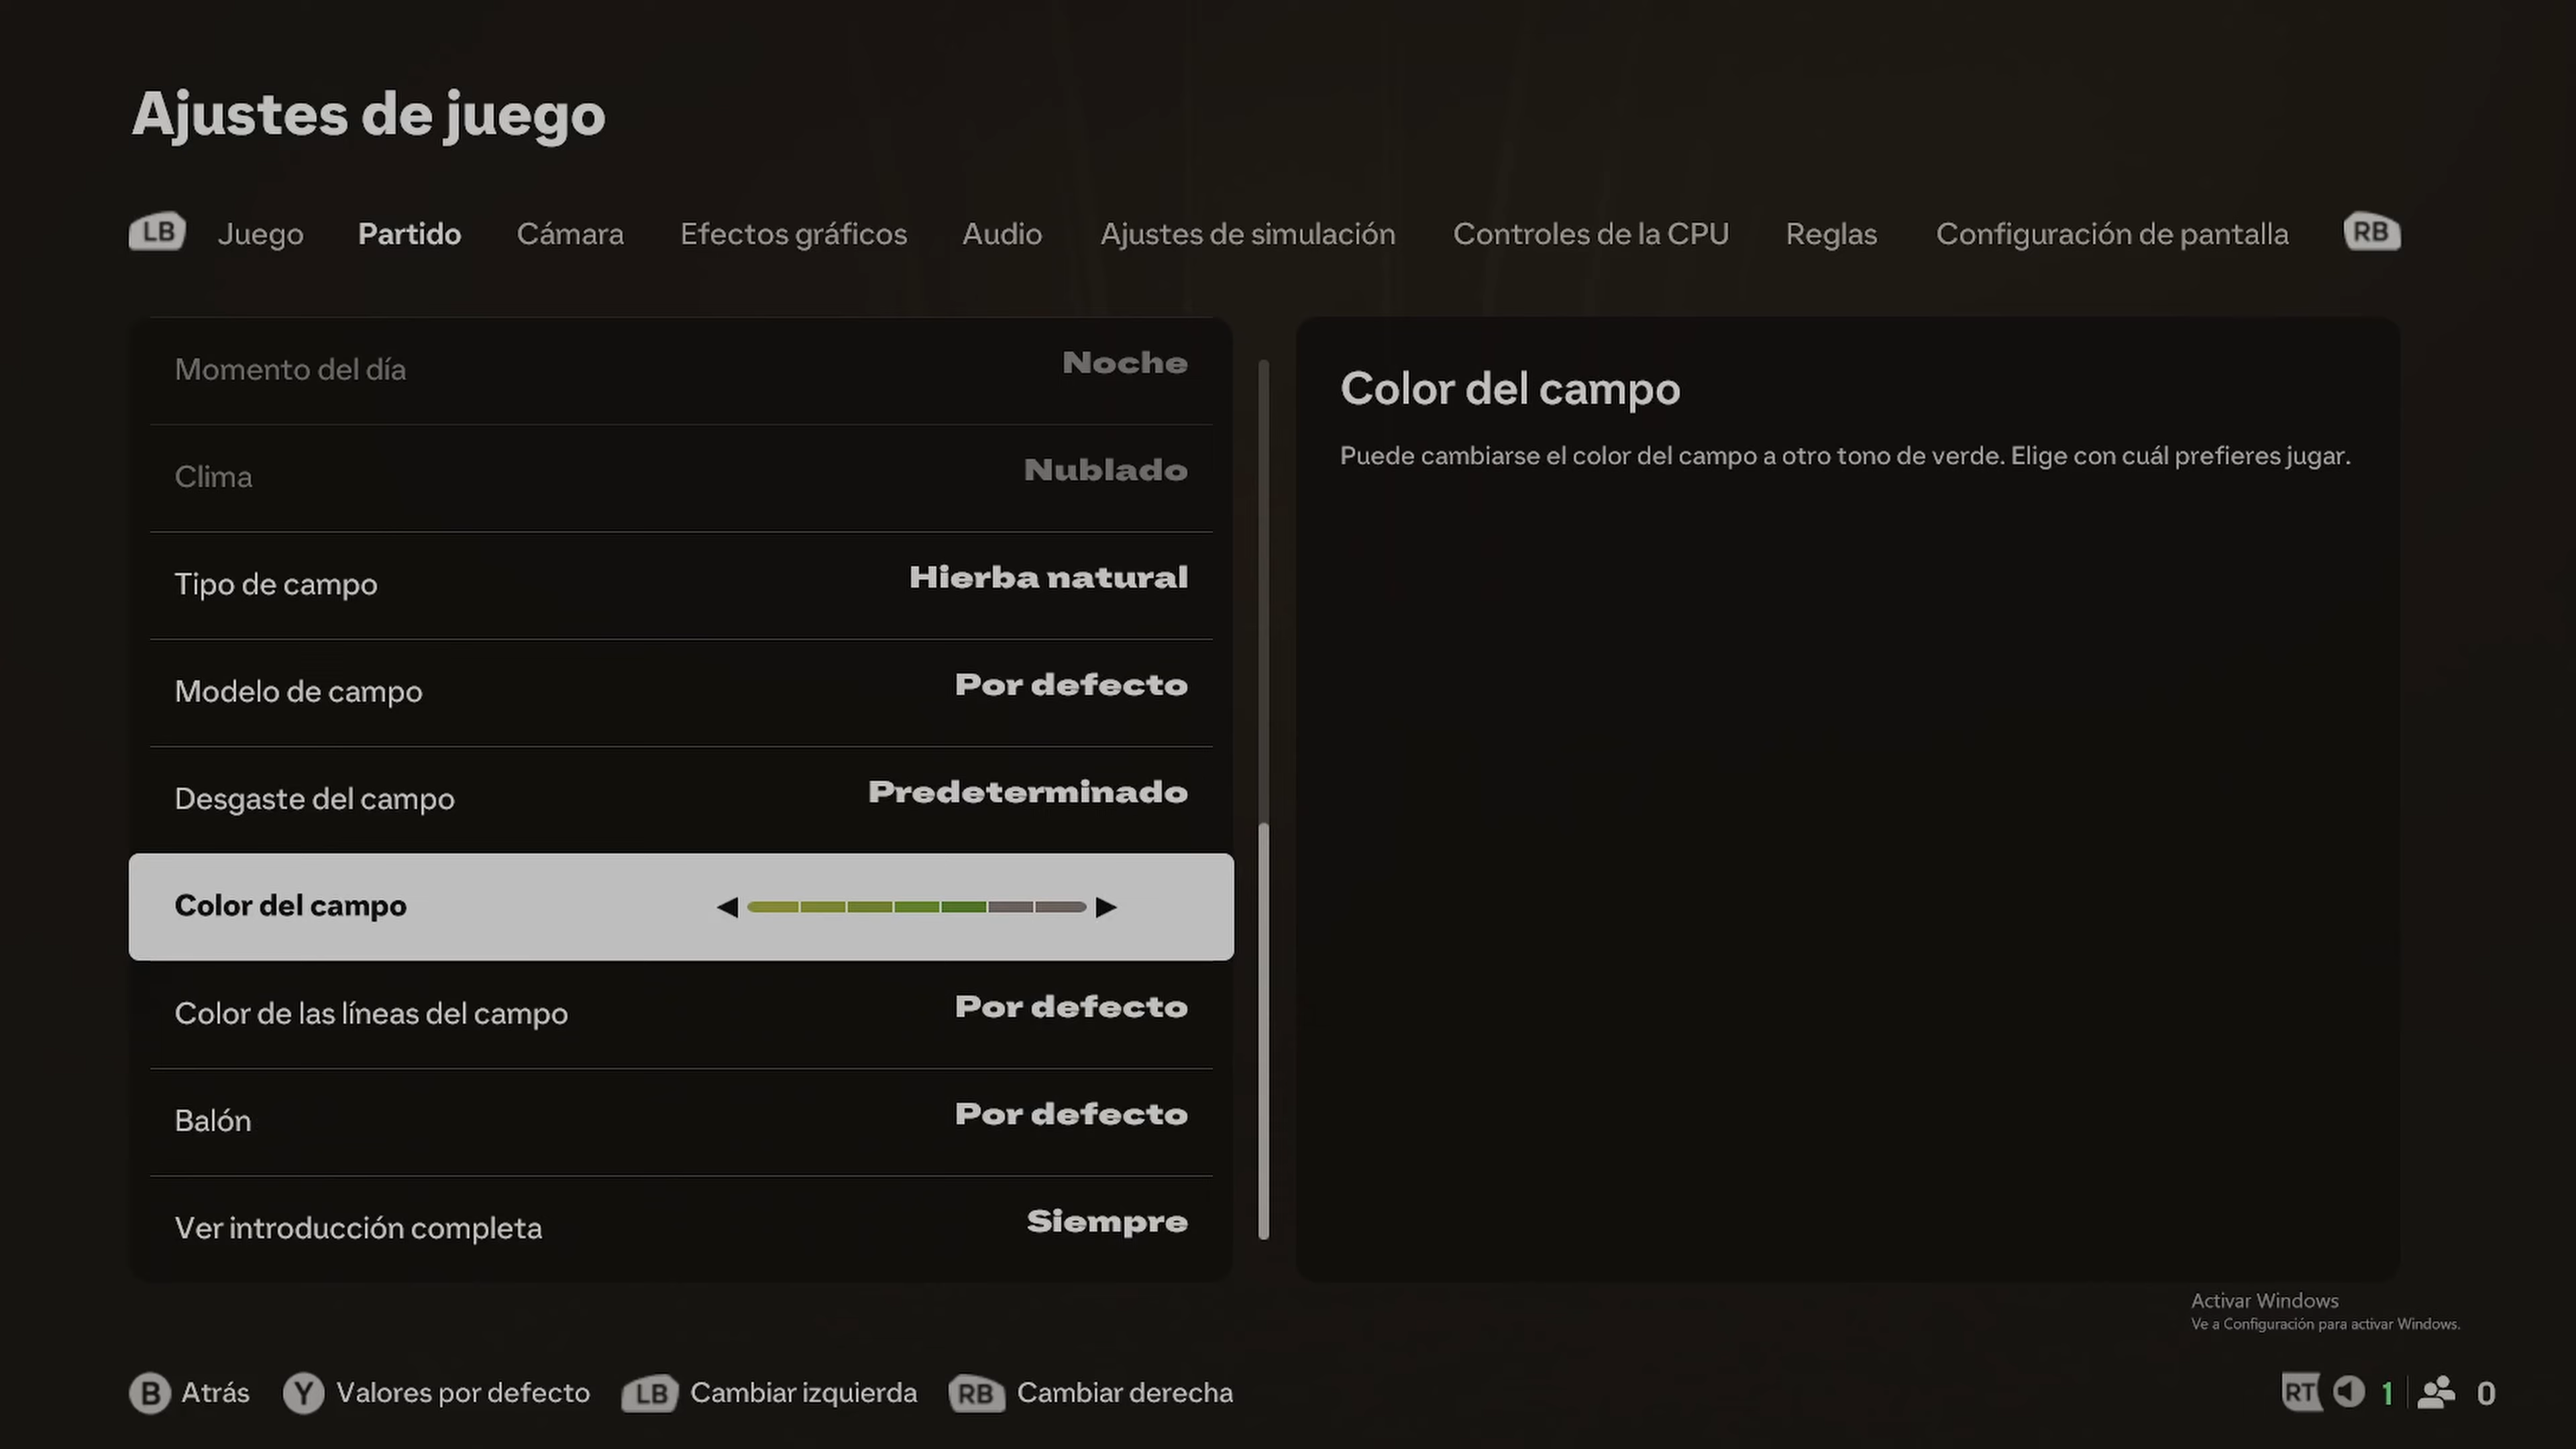 Ajustes de juego
LB Juego Partido Cámara Efectos gráficos Audio Ajustes de simulación Controles de la CPU Reglas Configuración de pantalla RB
Momento del día Noche
Clima Nublado
Tipo de campo Hierba natural
Modelo de campo Por defecto
Desgaste del campo Predeterminado
Color del campo
Color de las líneas del campo Por defecto
Balón Por defecto
Ver introducción completa Siempre
Color del campo
Puede cambiarse el color del campo a otro tono de verde. Elige con cuál prefieres jugar.
Activar Windows
Ve a Configuración para activar Windows.
B Atrás Y Valores por defecto LB Cambiar izquierda RB Cambiar derecha
RT 1 0